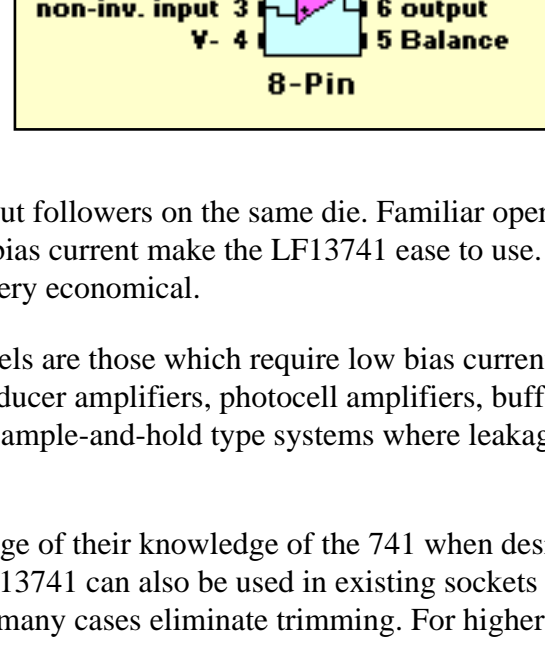 non-inv. input 3 6 output
V- 4 5 Balance
8-Pin
ut followers on the same die. Familiar oper
bias current make the LF13741 ease to use.
ery economical.
els are those which require low bias curren
ducer amplifiers, photocell amplifiers, buff
ample-and-hold type systems where leakag
ge of their knowledge of the 741 when desi
13741 can also be used in existing sockets
many cases eliminate trimming. For higher